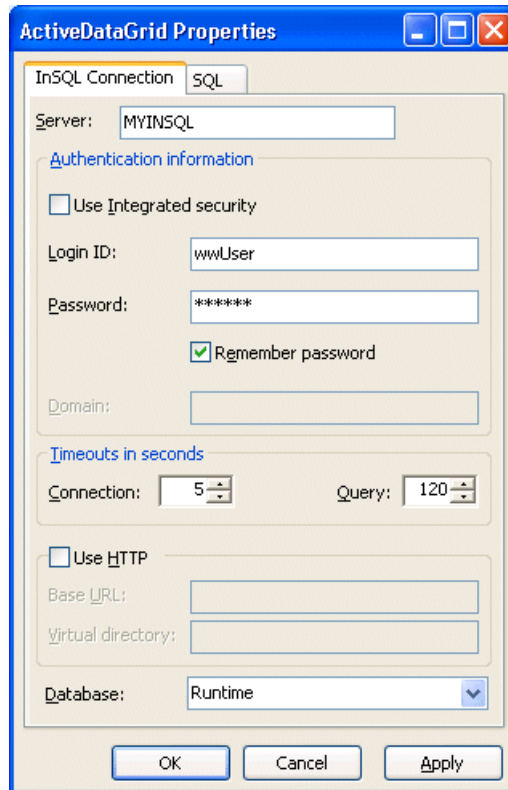 ActiveDataGrid Properties
InSQL Connection SQL
Server: MYINSQL
Authentication information
Use Integrated security
Login ID: wwUser
Password: ******
Remember password
Domain:
Timeouts in seconds
Connection: 5 Query: 120
Use HTTP
Base URL:
Virtual directory:
Database: Runtime
OK Cancel Apply